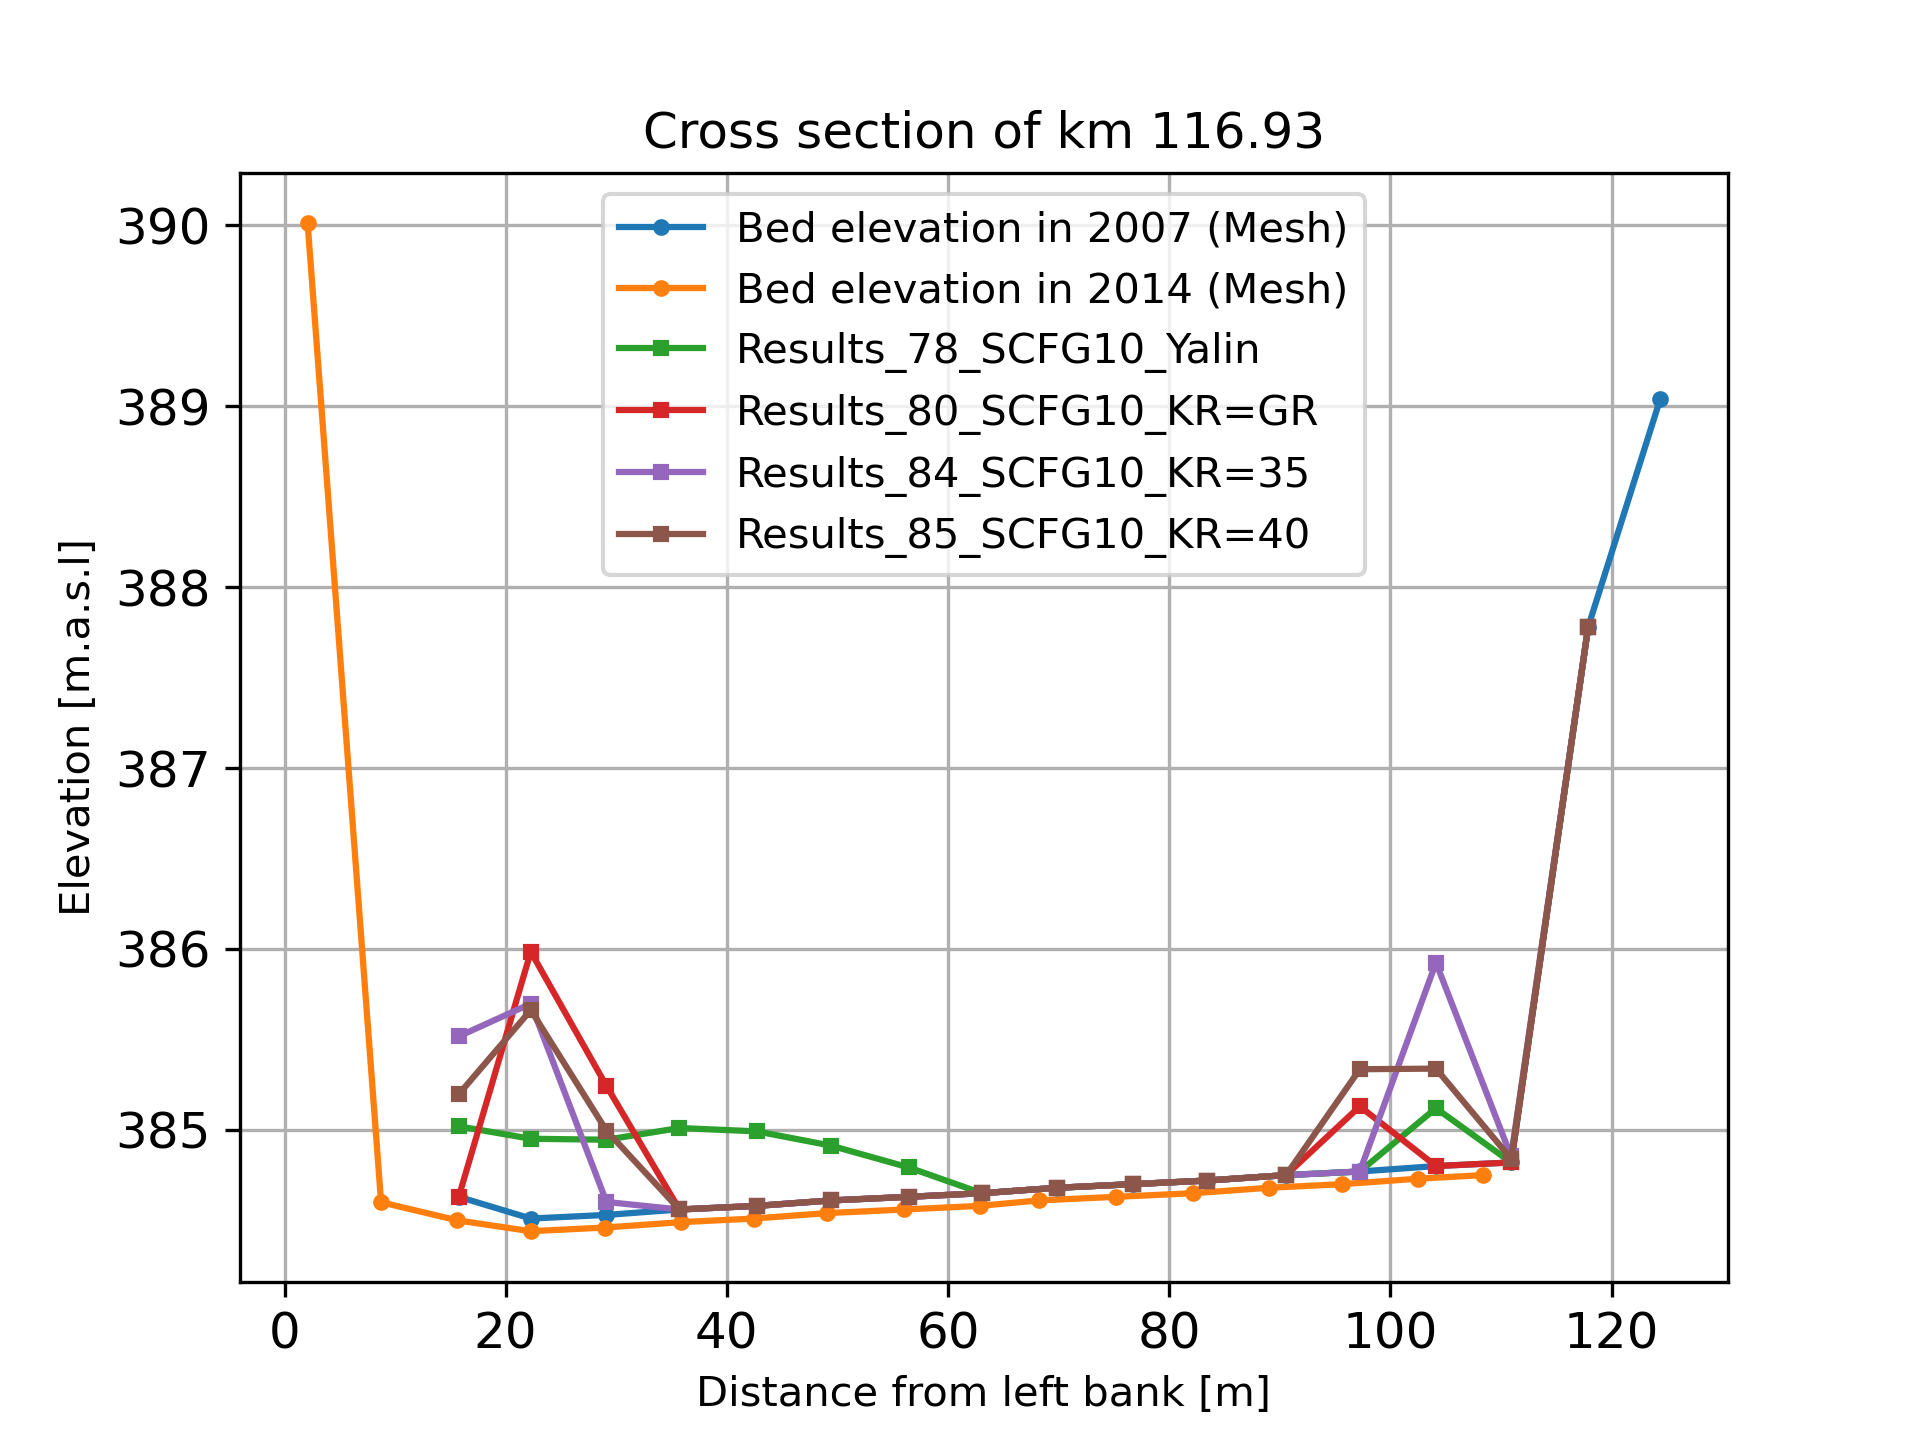 Cross section of km 116.93
Bed elevation in 2007 (Mesh)
Bed elevation in 2014 (Mesh)
Results_78_SCFG10_Yalin
Results_80_SCFG10_KR=GR
Results_84_SCFG10_KR=35
Results_85_SCFG10_KR=40
Elevation [m.a.s.l]
390
389
388
387
386
385
0 20 40 60 80 100 120
Distance from left bank [m]